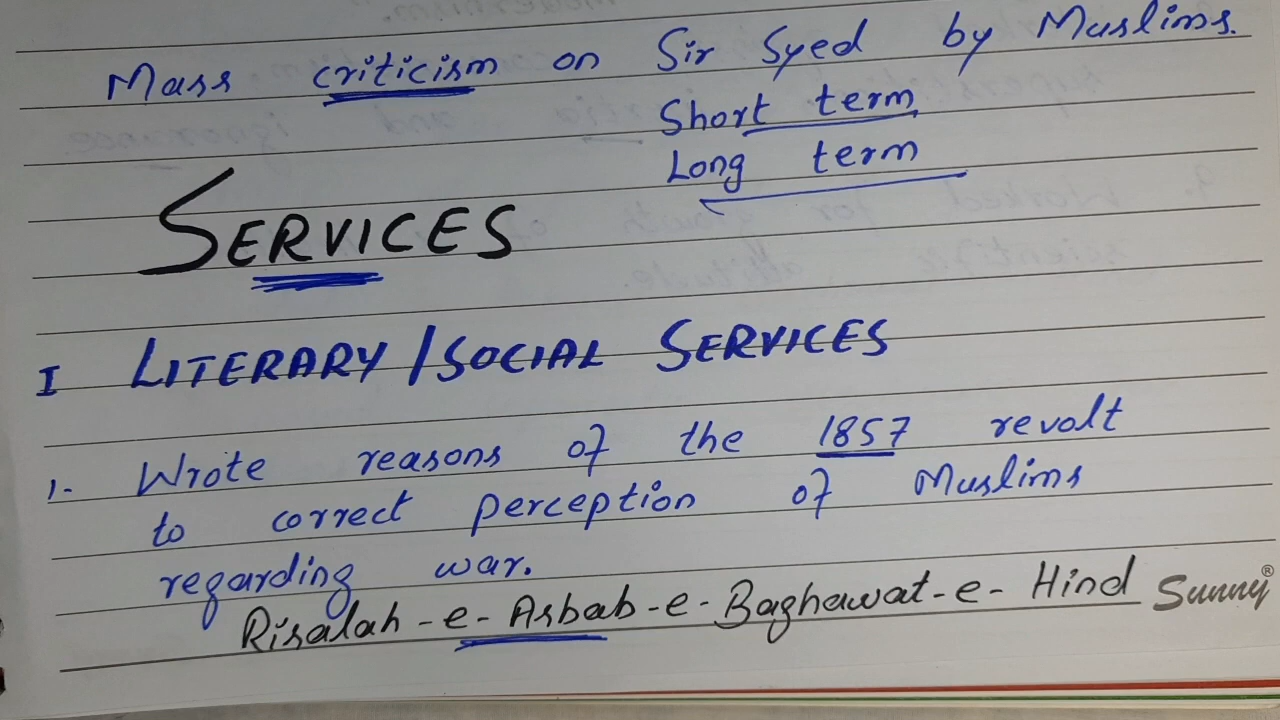 Mass criticism on Sir Syed by Muslims.
Short term
Long term
SERVICES
I LITERARY / SOCIAL SERVICES
1- Wrote reasons of the 1857 revolt
to correct perception of Muslims
regarding war.
Risalah-e-Asbab-e-Baghawat-e-Hind
Sunny®